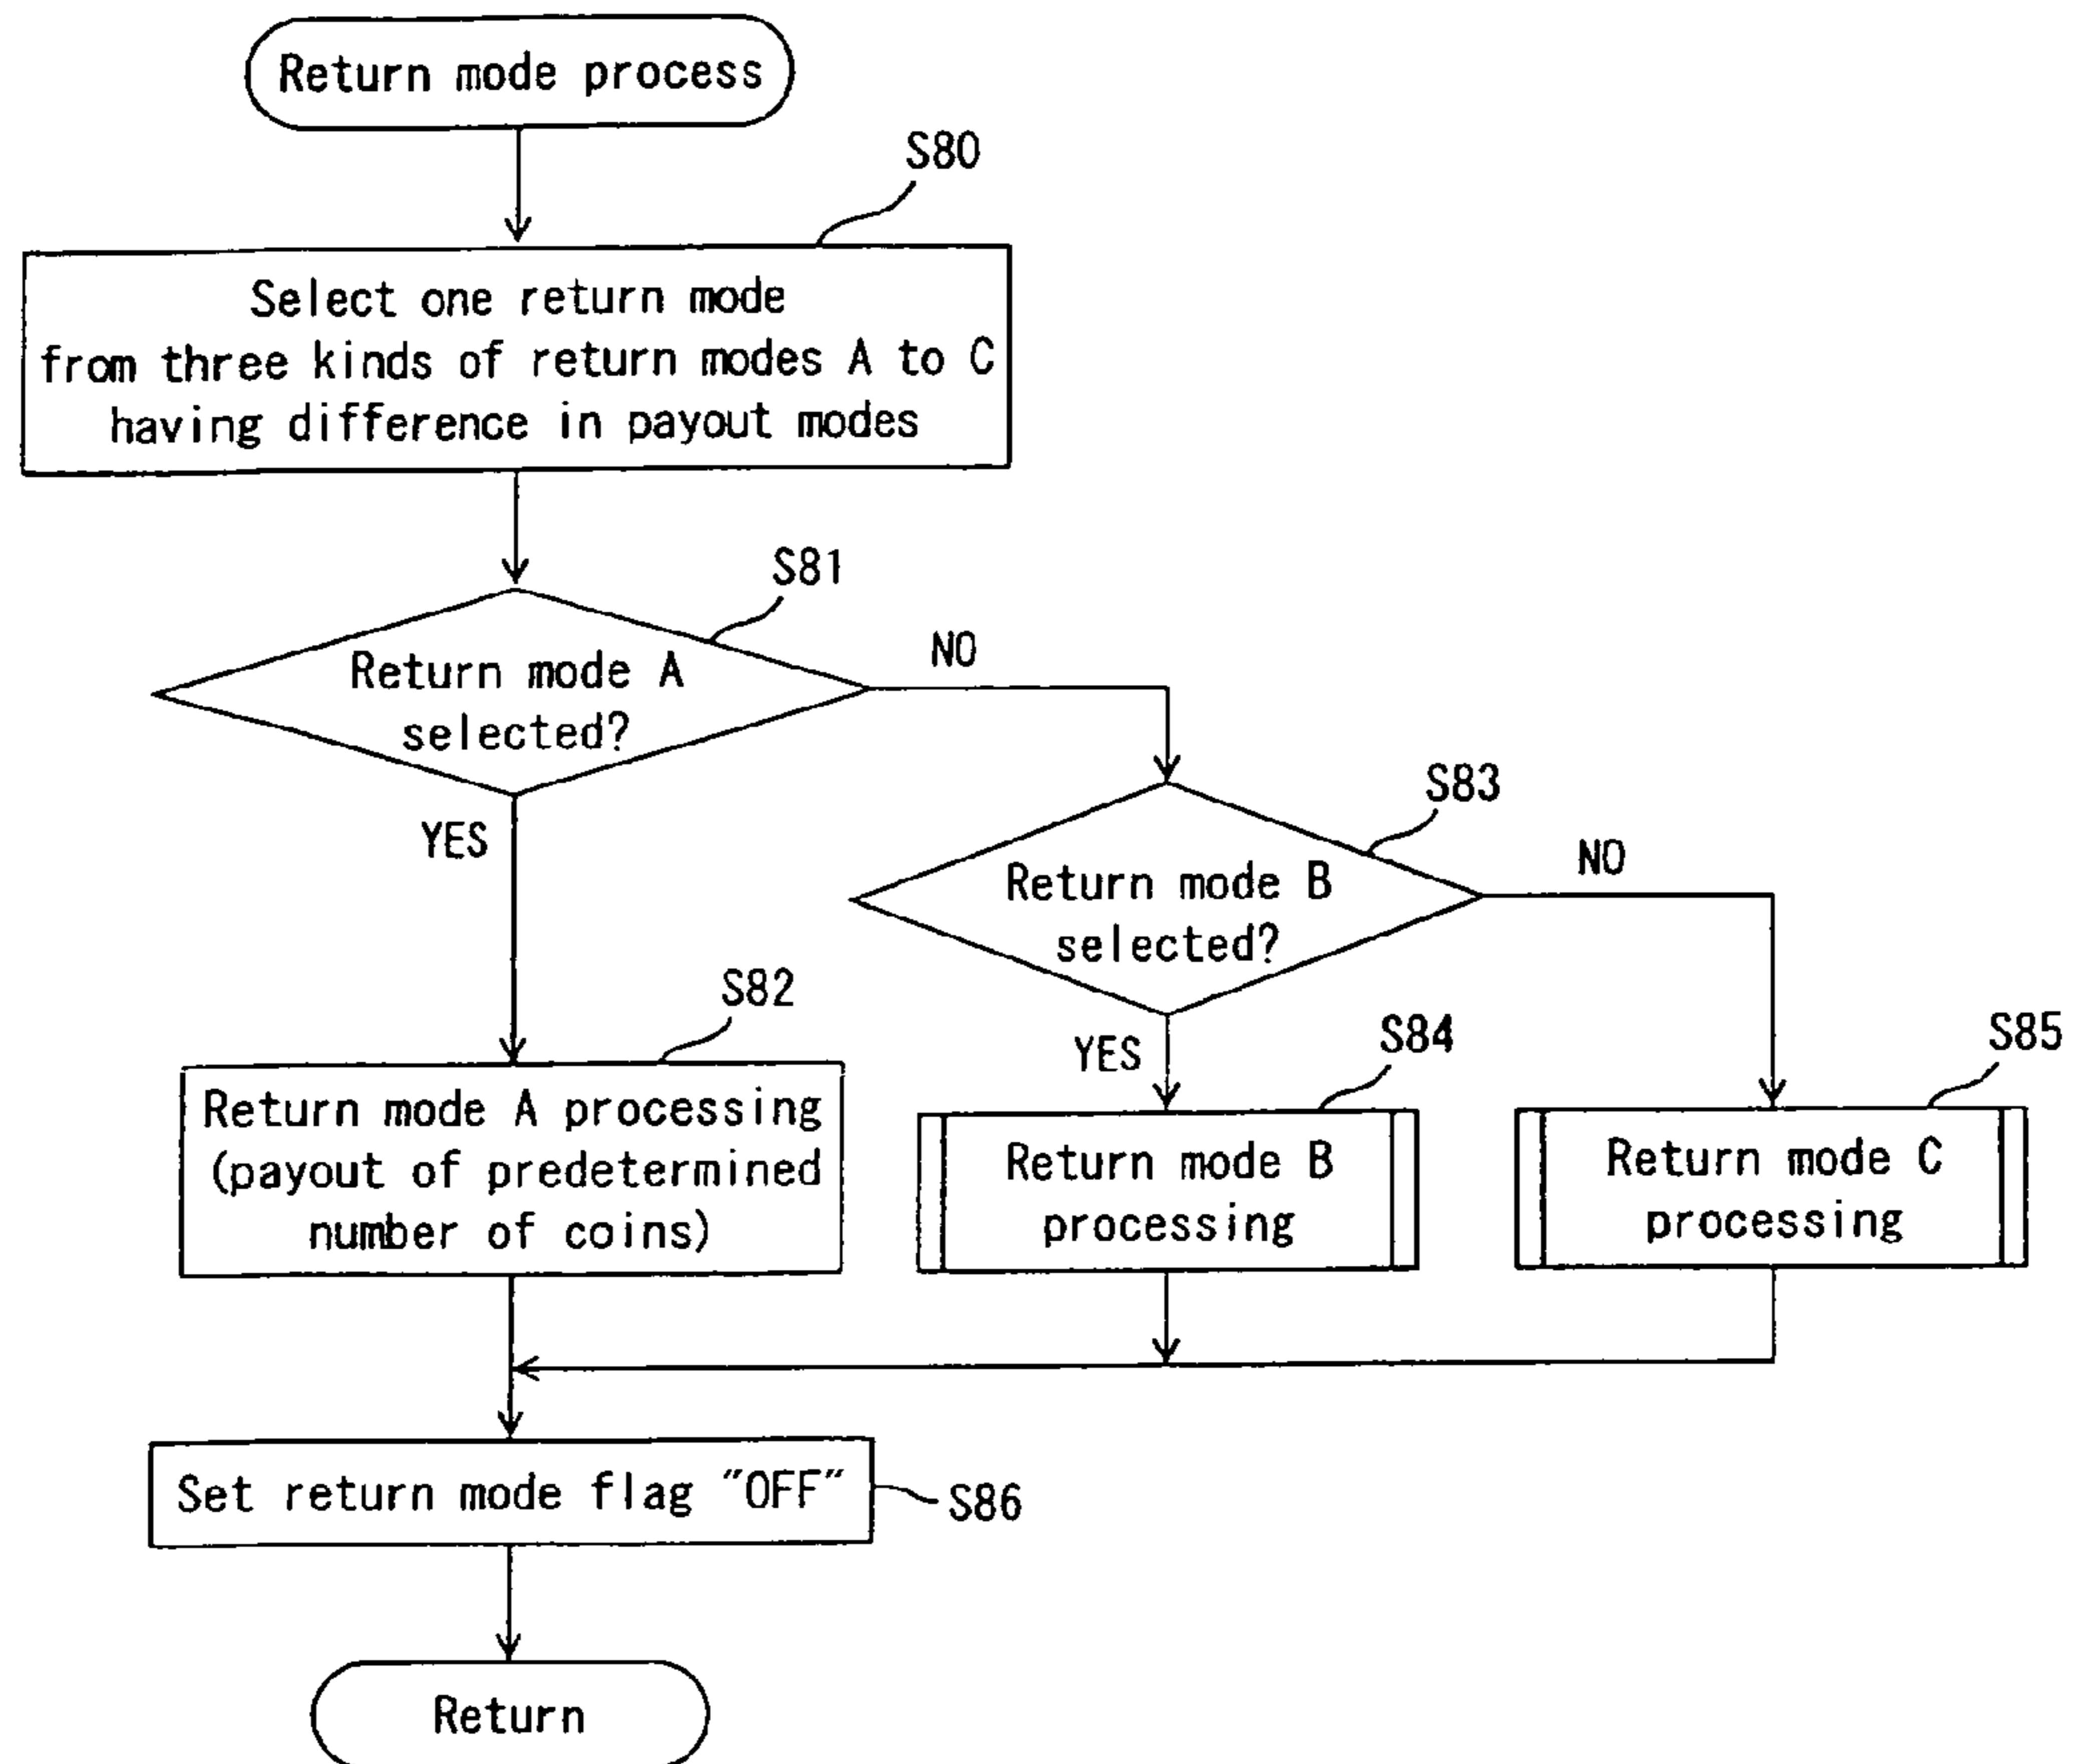 Return mode process
S80
Select one return mode
from three kinds of return modes A to C
having difference in payout modes
S81
Return mode A
selected?
NO
YES
S83
Return mode B
selected?
NO
YES
S82
Return mode A processing
(payout of predetermined
number of coins)
S84
Return mode B
processing
S85
Return mode C
processing
Set return mode flag "OFF"
S86
Return